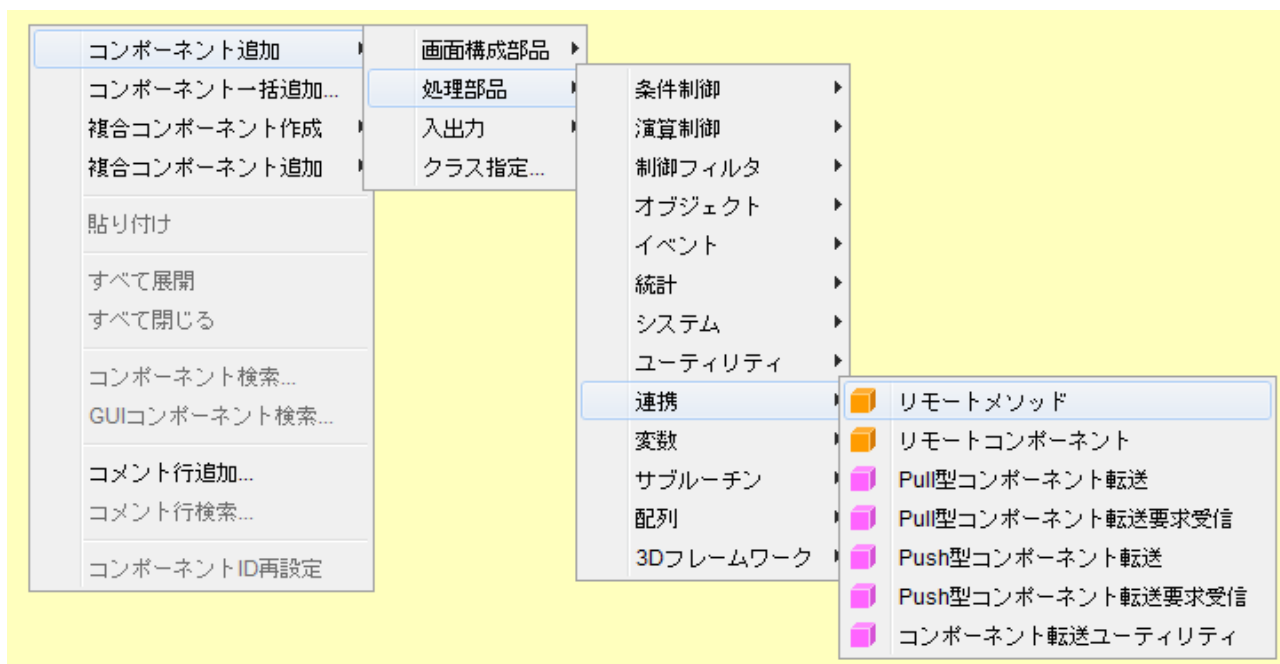 コンポーネント追加
コンポーネント一括追加...
複合コンポーネント作成
複合コンポーネント追加
貼り付け
すべて展開
すべて閉じる
コンポーネント検索...
GUIコンポーネント検索...
コメント行追加...
コメント行検索...
コンポーネントID再設定
画面構成部品
処理部品
入出力
クラス指定...
条件制御
演算制御
制御フィルタ
オブジェクト
イベント
統計
システム
ユーティリティ
連携
変数
サブルーチン
配列
3Dフレームワーク
リモートメソッド
リモートコンポーネント
Pull型コンポーネント転送
Pull型コンポーネント転送要求受信
Push型コンポーネント転送
Push型コンポーネント転送要求受信
コンポーネント転送ユーティリティ